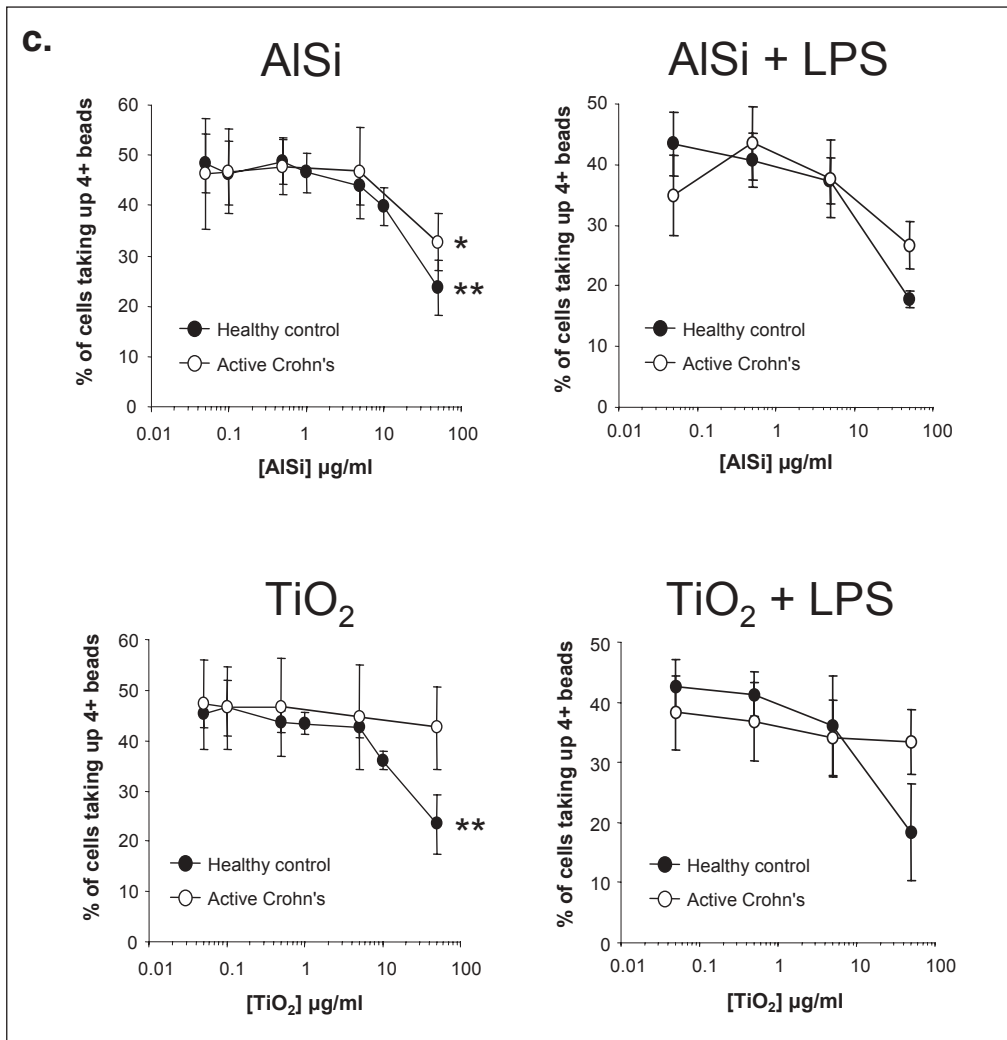 c.
AlSi
% of cells taking up 4+ beads
60
50
40
30
20
10
0
*
**
Healthy control
Active Crohn's
0.01 0.1 1 10 100
[AlSi] µg/ml
AlSi + LPS
% of cells taking up 4+ beads
50
40
30
20
10
0
Healthy control
Active Crohn's
0.01 0.1 1 10 100
[AlSi] µg/ml
TiO₂
% of cells taking up 4+ beads
60
50
40
30
20
10
0
**
Healthy control
Active Crohn's
0.01 0.1 1 10 100
[TiO₂] µg/ml
TiO₂ + LPS
% of cells taking up 4+ beads
50
40
30
20
10
0
Healthy control
Active Crohn's
0.01 0.1 1 10 100
[TiO₂] µg/ml